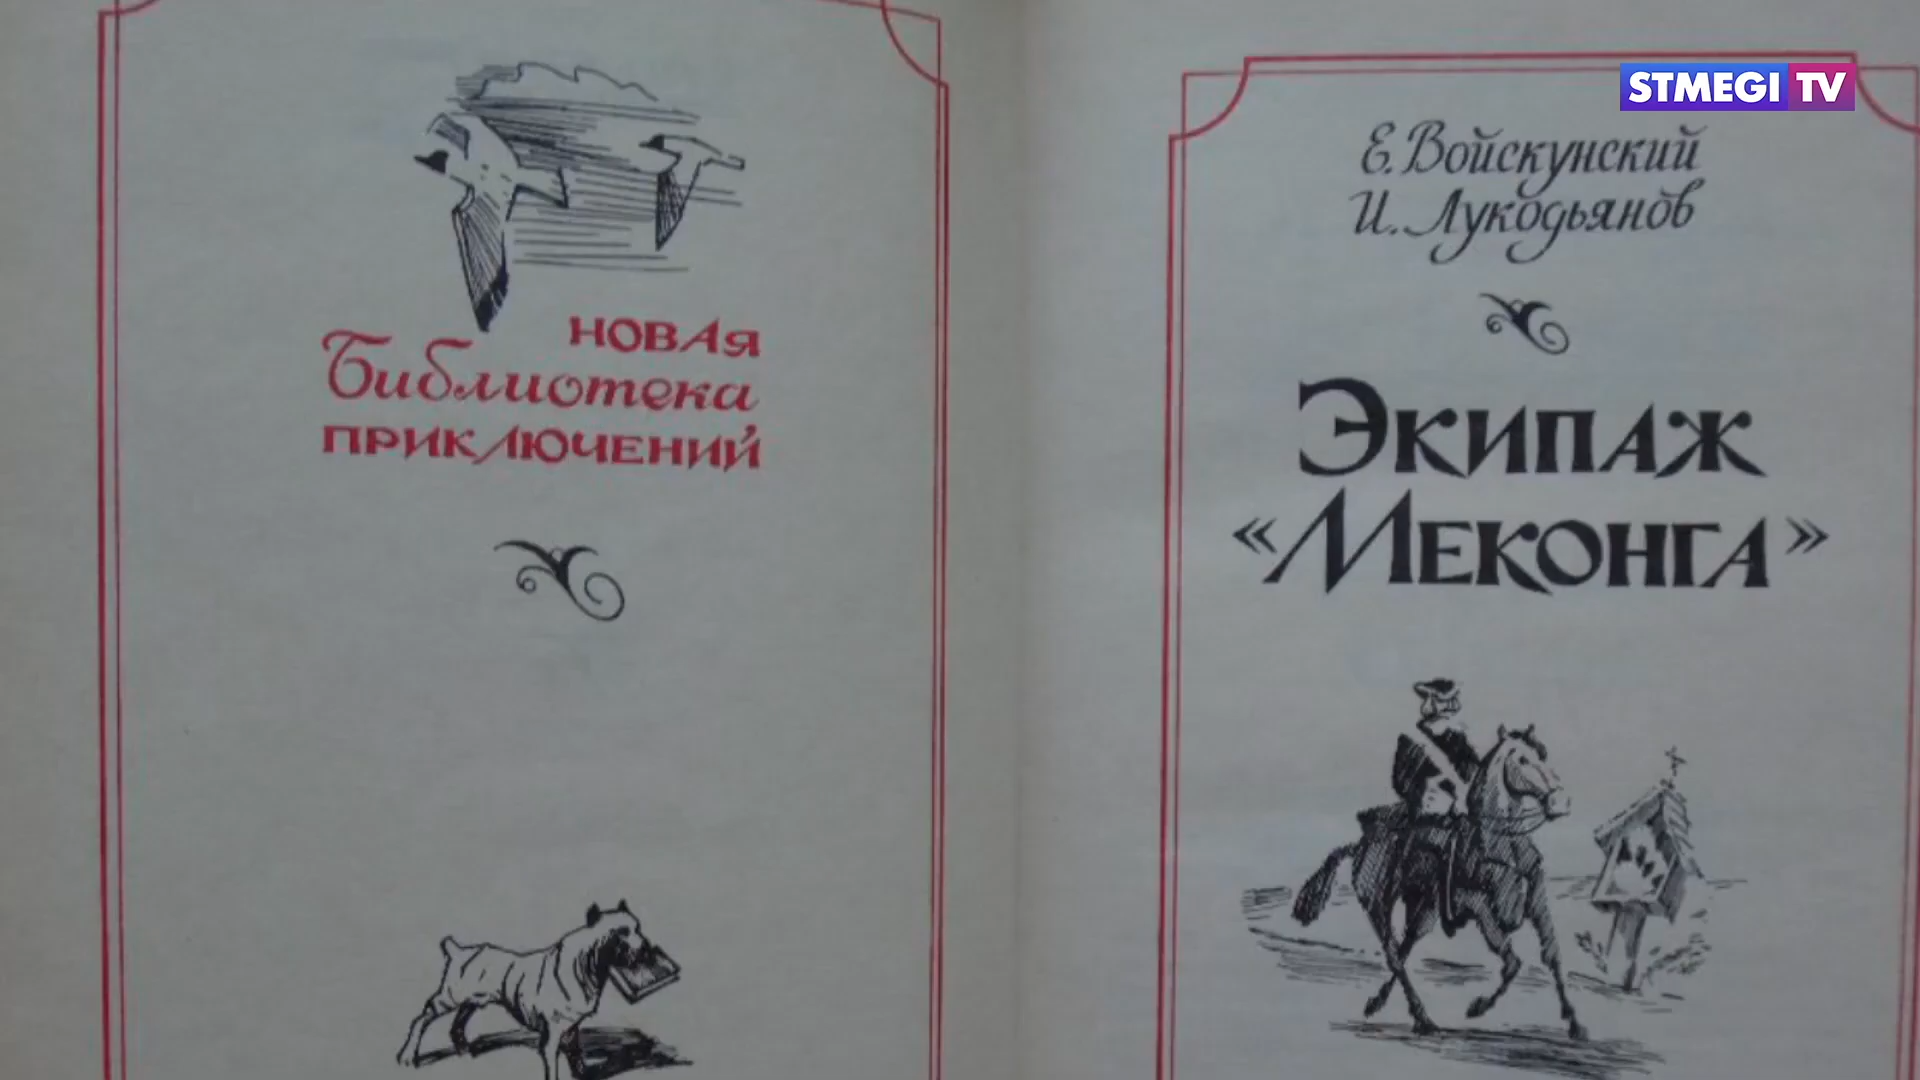 STMEGI TV
НОВАЯ
Библиотека
ПРИКЛЮЧЕНИЙ
Е. Войскунский
И. Лукодьянов
ЭКИПАЖ
«МЕКОНГА»